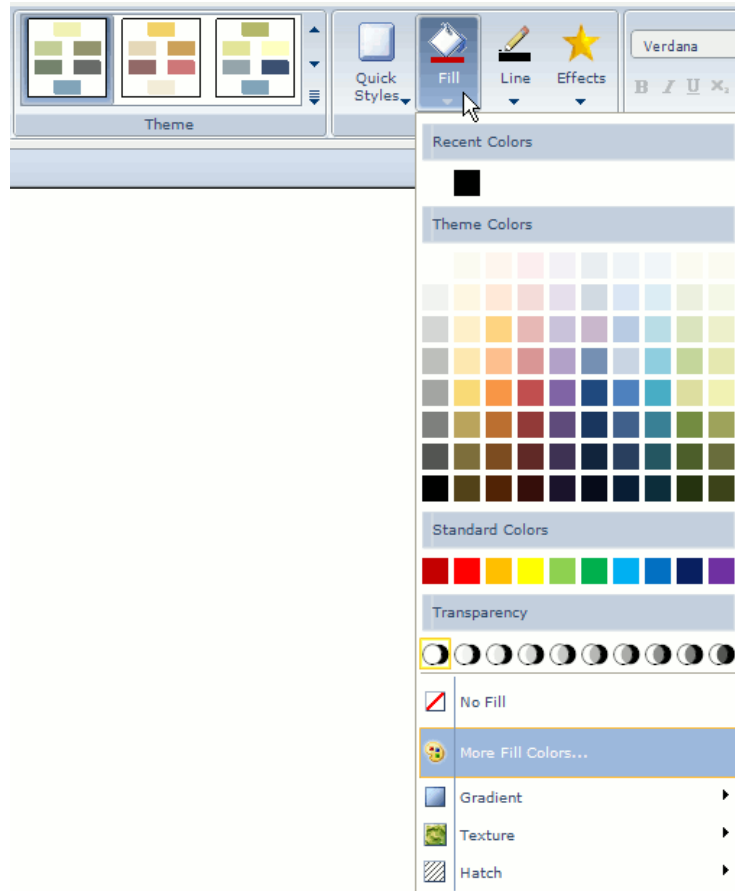 Verdana
Quick
Styles
Fill
Line
Effects
B I U X,
Theme
Recent Colors
Theme Colors
Standard Colors
Transparency
No Fill
More Fill Colors...
Gradient
Texture
Hatch